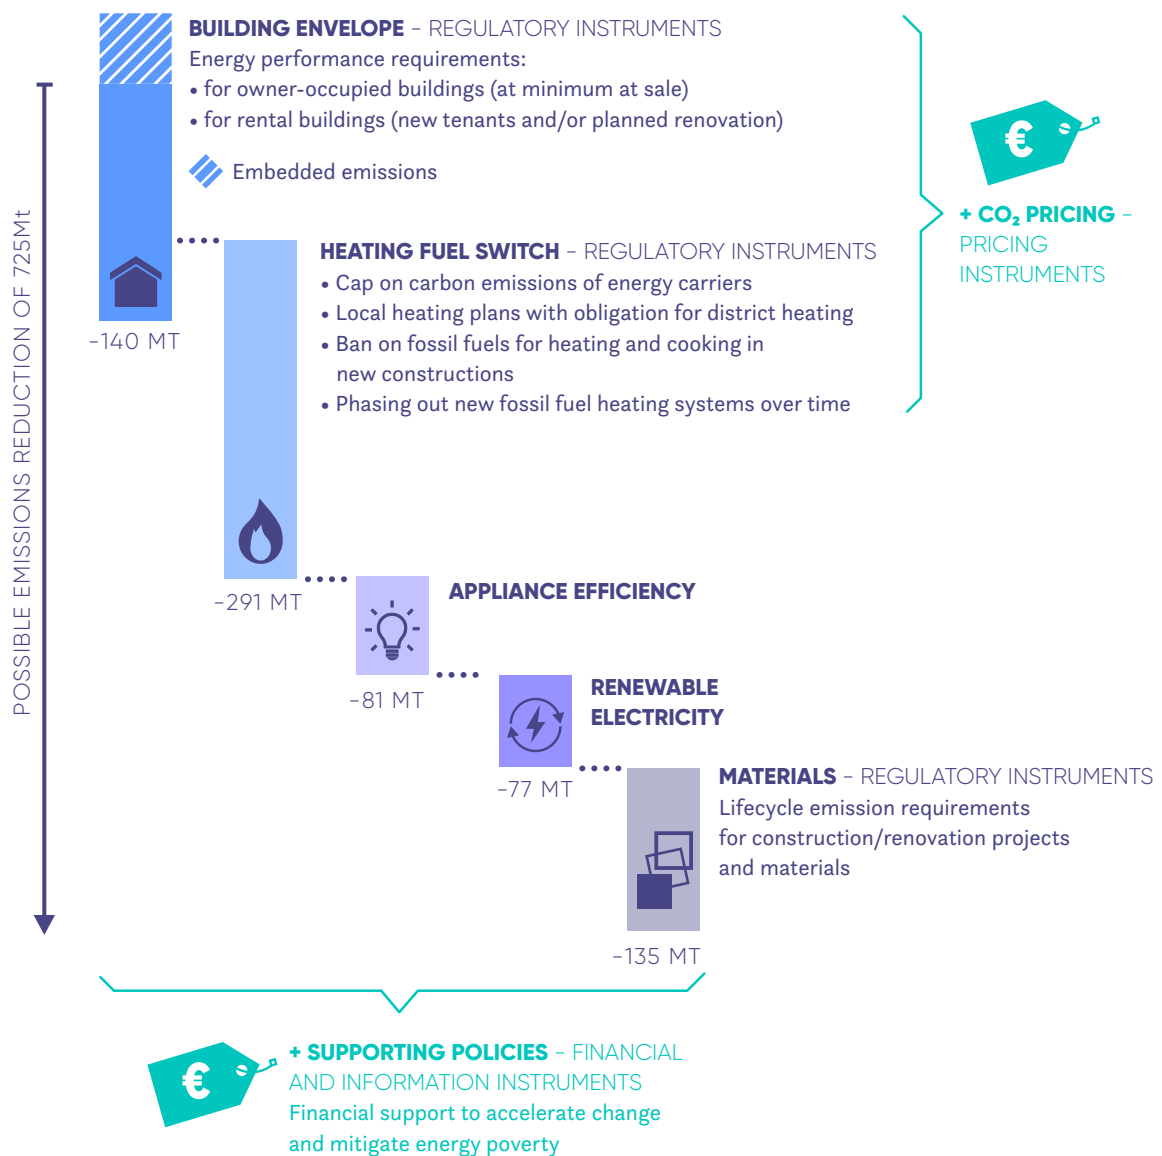 BUILDING ENVELOPE – REGULATORY INSTRUMENTS
Energy performance requirements:
• for owner-occupied buildings (at minimum at sale)
• for rental buildings (new tenants and/or planned renovation)
Embedded emissions
POSSIBLE EMISSIONS REDUCTION OF 725Mt
-140 MT
€
+ CO₂ PRICING –
PRICING
INSTRUMENTS
HEATING FUEL SWITCH – REGULATORY INSTRUMENTS
• Cap on carbon emissions of energy carriers
• Local heating plans with obligation for district heating
• Ban on fossil fuels for heating and cooking in
new constructions
• Phasing out new fossil fuel heating systems over time
-291 MT
APPLIANCE EFFICIENCY
-81 MT
RENEWABLE
ELECTRICITY
-77 MT
MATERIALS – REGULATORY INSTRUMENTS
Lifecycle emission requirements
for construction/renovation projects
and materials
-135 MT
€
+ SUPPORTING POLICIES – FINANCIAL
AND INFORMATION INSTRUMENTS
Financial support to accelerate change
and mitigate energy poverty